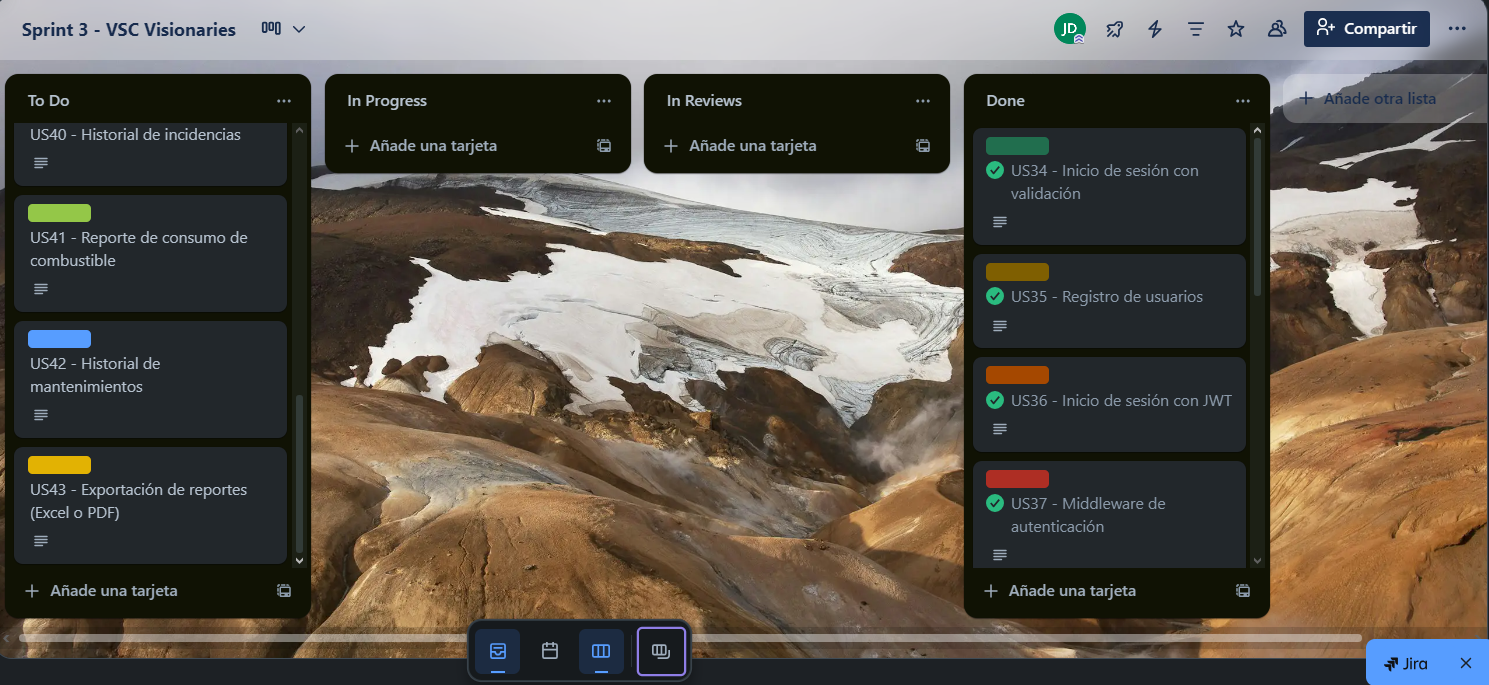 Sprint 3 - VSC Visionaries
JD
Compartir
To Do
US40 - Historial de incidencias
US41 - Reporte de consumo de
combustible
US42 - Historial de
mantenimientos
US43 - Exportación de reportes
(Excel o PDF)
Añade una tarjeta
In Progress
Añade una tarjeta
In Reviews
Añade una tarjeta
Done
US34 - Inicio de sesión con
validación
US35 - Registro de usuarios
US36 - Inicio de sesión con JWT
US37 - Middleware de
autenticación
Añade una tarjeta
Añade otra lista
Jira